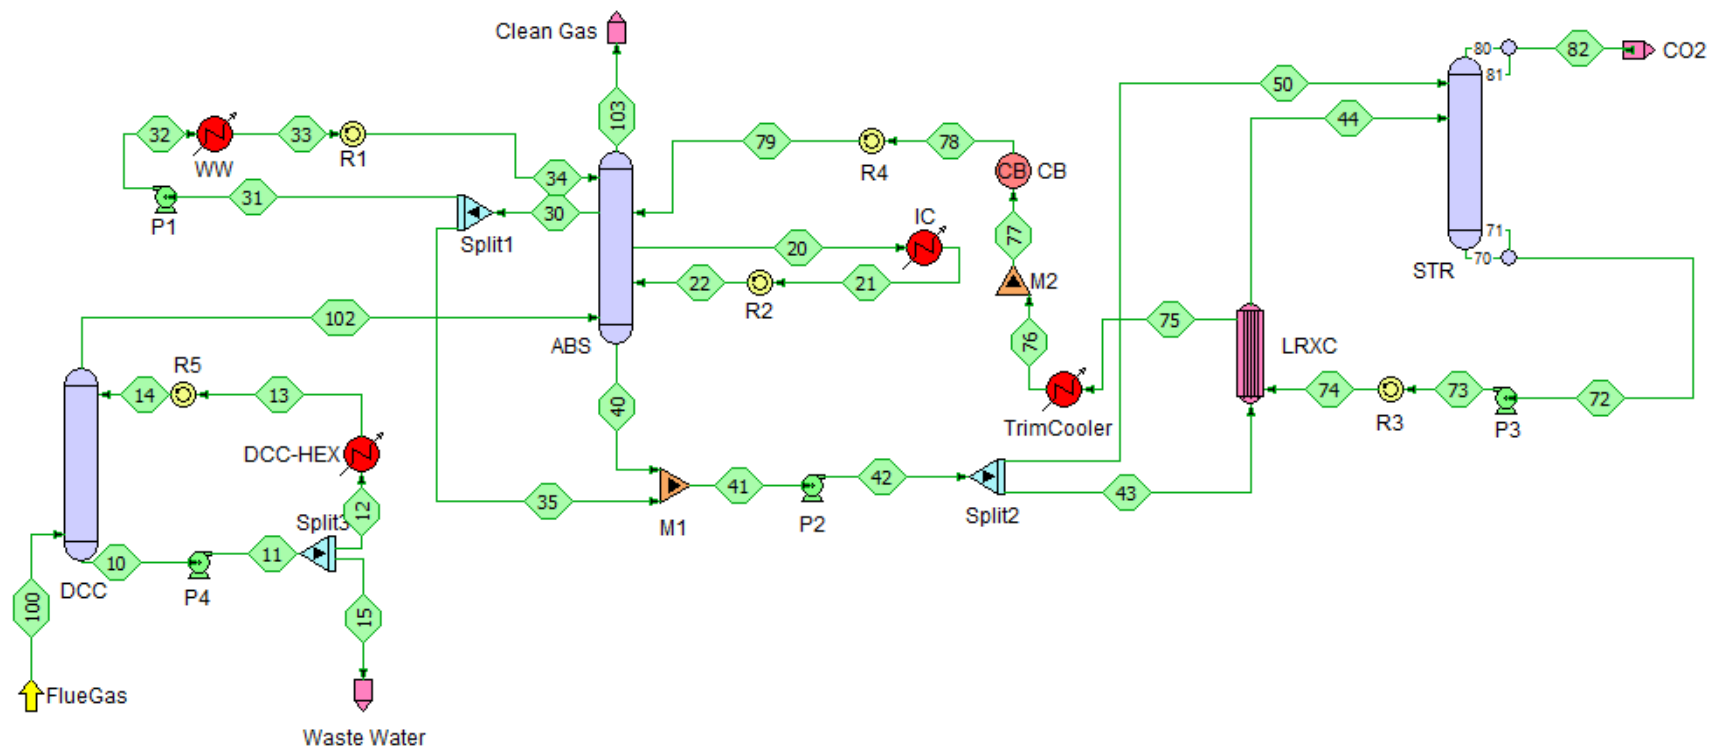 Clean Gas
80
82
CO2
81
50
103
44
32
33
R1
WW
79
R4
78
CB
CB
34
31
30
P1
Split1
IC
77
20
71
70
STR
22
R2
21
M2
102
ABS
76
75
LRXC
R5
14
13
40
TrimCooler
74
R3
73
P3
72
DCC-HEX
12
41
42
43
35
M1
P2
Split2
Split3
10
11
DCC
P4
100
15
FlueGas
Waste Water